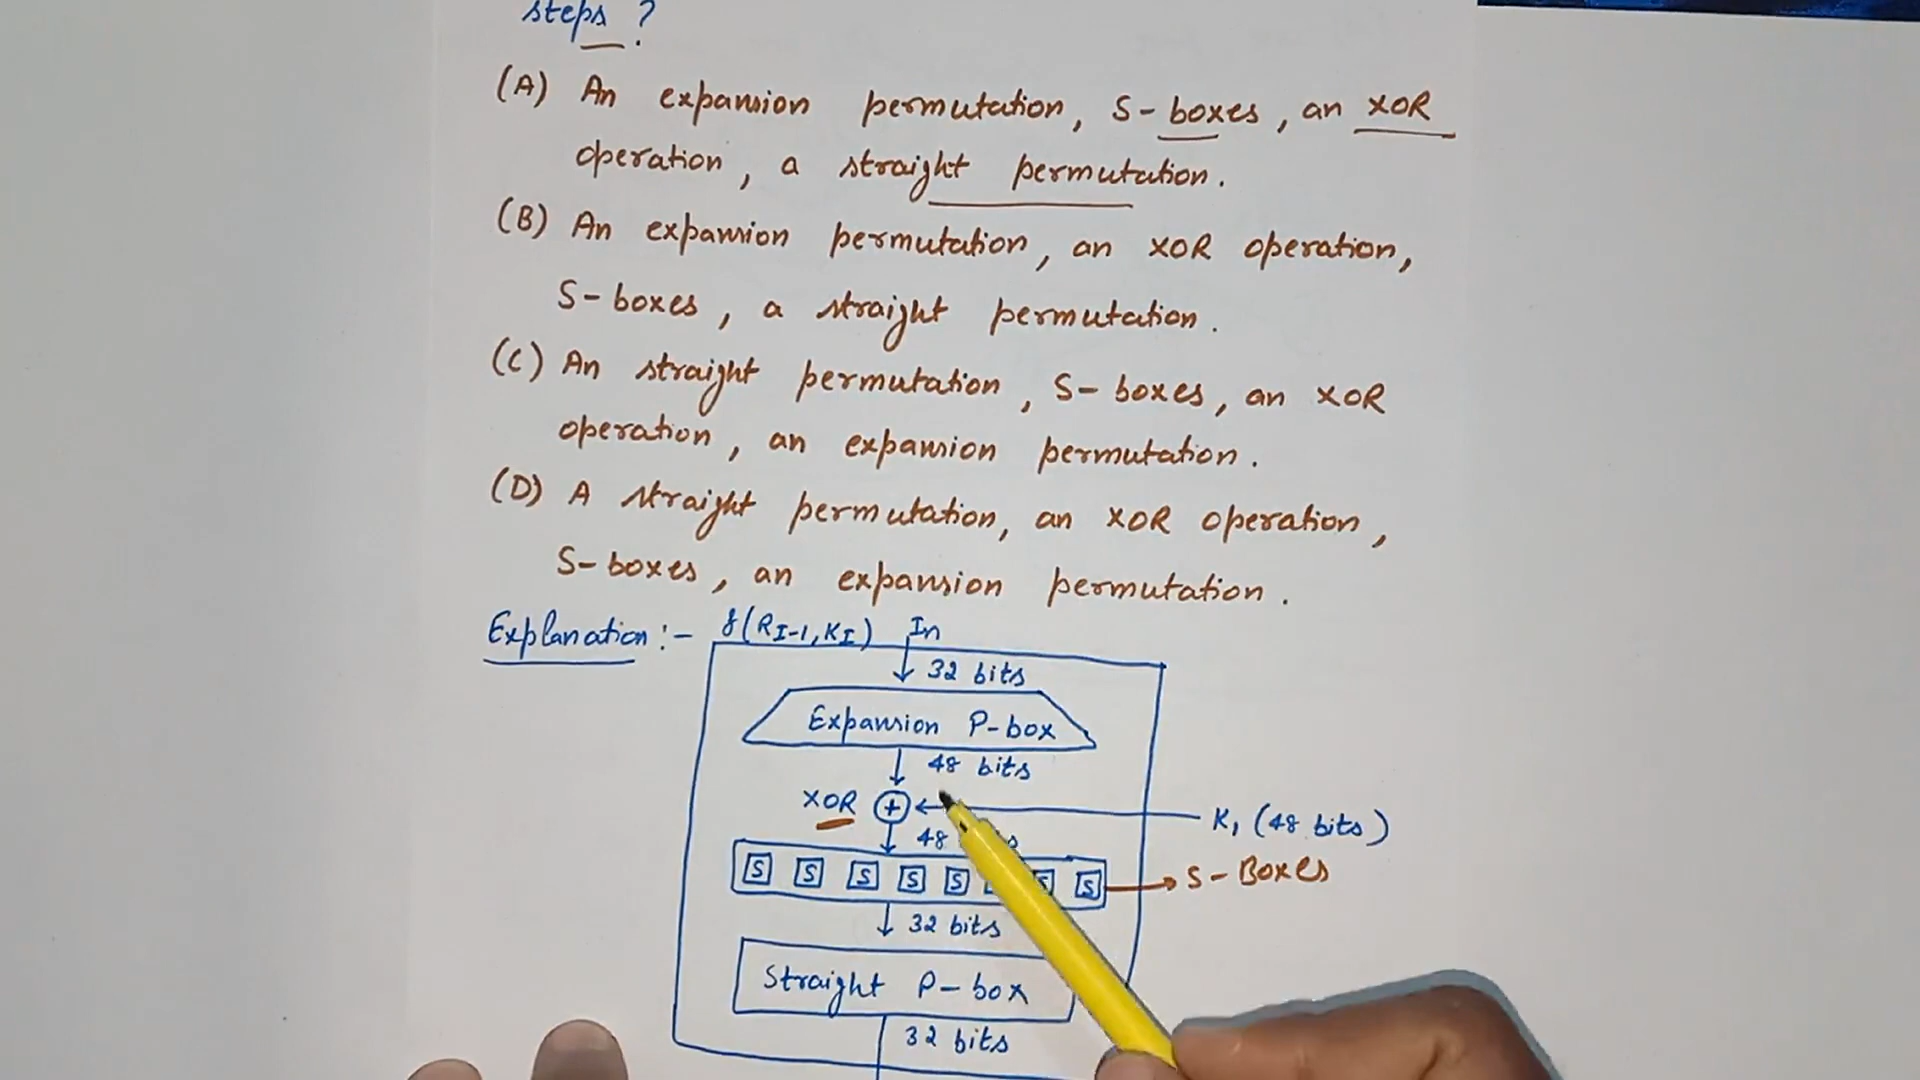 steps ?
(A) An expansion permutation, S-boxes, an XOR
operation, a straight permutation.
(B) An expansion permutation, an XOR operation,
S-boxes, a straight permutation.
(C) An straight permutation, S-boxes, an XOR
operation, an expansion permutation.
(D) A straight permutation, an XOR operation,
S-boxes, an expansion permutation.
Explanation :- f(RI-1, KI) In
32 bits
Expansion P-box
48 bits
XOR + K, (48 bits)
48
S S S S S S S S-Boxes
32 bits
Straight P-box
32 bits